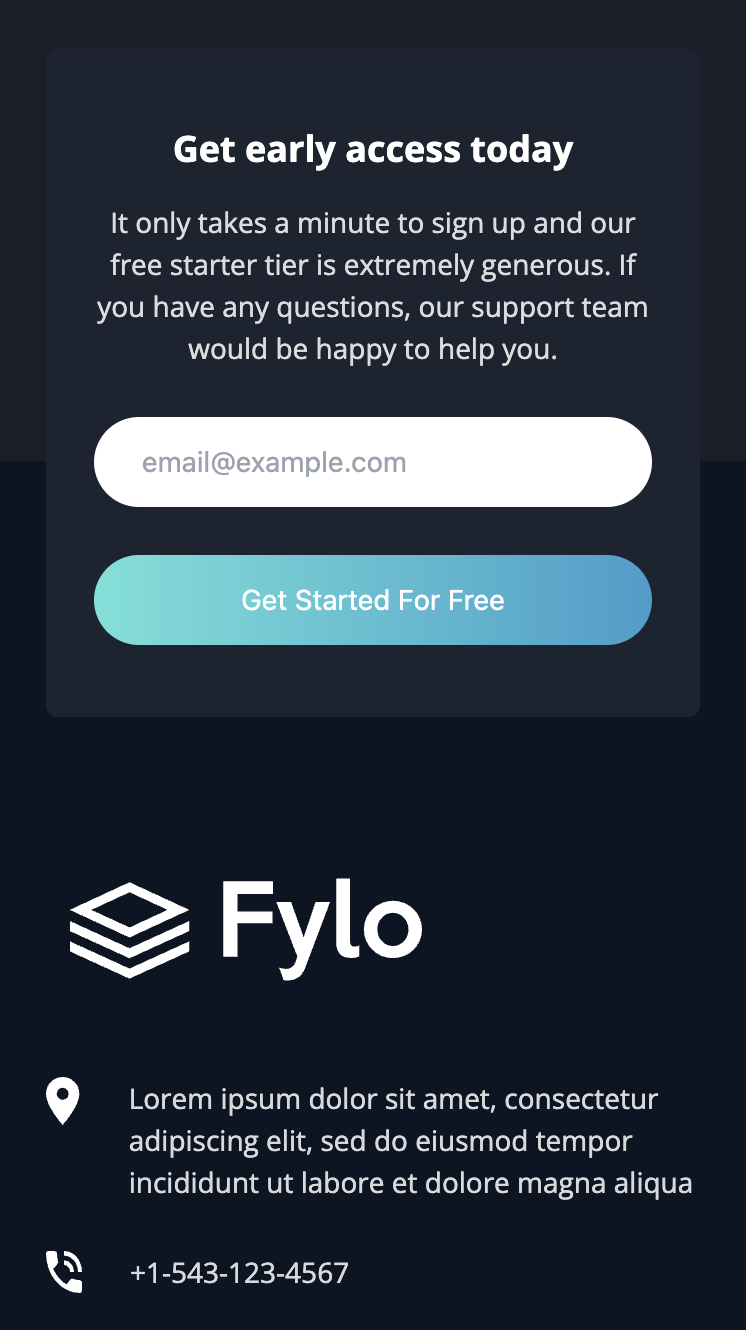 Get early access today
It only takes a minute to sign up and our
free starter tier is extremely generous. If
you have any questions, our support team
would be happy to help you.
email@example.com
Get Started For Free
Fylo
Lorem ipsum dolor sit amet, consectetur
adipiscing elit, sed do eiusmod tempor
incididunt ut labore et dolore magna aliqua
+1-543-123-4567